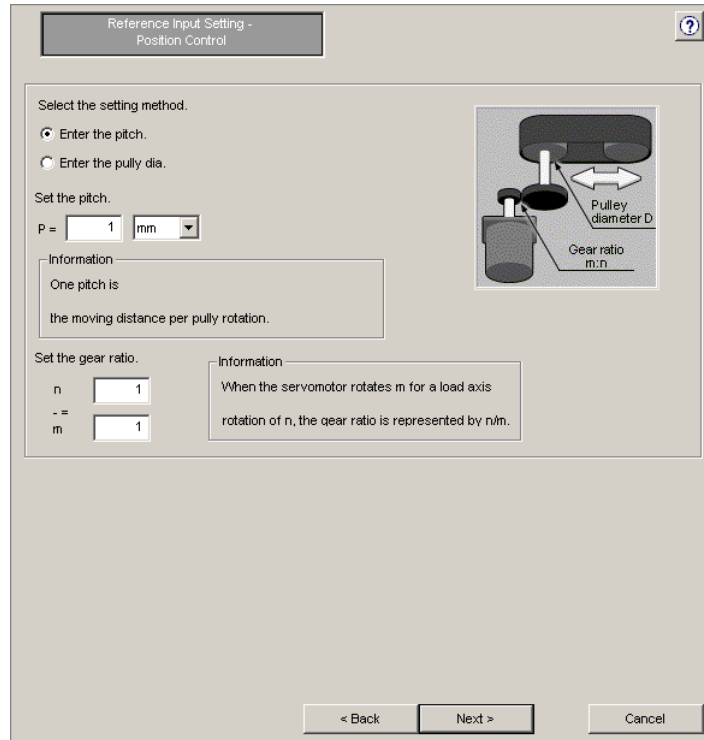 Reference Input Setting -
Position Control
?
Select the setting method.
Enter the pitch.
Enter the pully dia.
Set the pitch.
P = 1 mm
Information
One pitch is
the moving distance per pully rotation.
Pulley
diameter D
Gear ratio
m:n
Set the gear ratio.
n 1
- =
m 1
Information
When the servomotor rotates m for a load axis
rotation of n, the gear ratio is represented by n/m.
< Back
Next >
Cancel